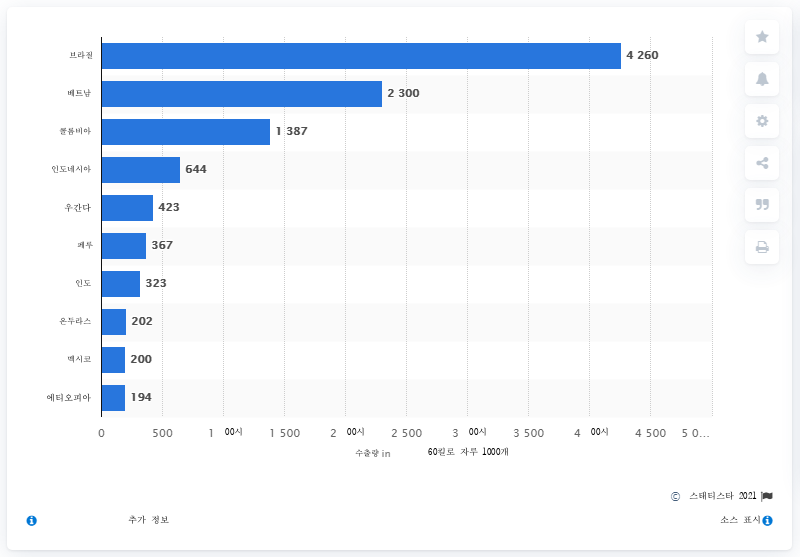 브라질 4 260
베트남 2 300
콜롬비아 1 387
인도네시아 644
우간다 423
페루 367
인도 323
온두라스 202
멕시코 200
에티오피아 194
0 500 1 00시 1 500 2 00시 2 500 3 00시 3 500 4 00시 4 500 5 0…
수출량 in 60킬로 자루 1000개
© 스태티스타 2021
추가 정보 소스 표시